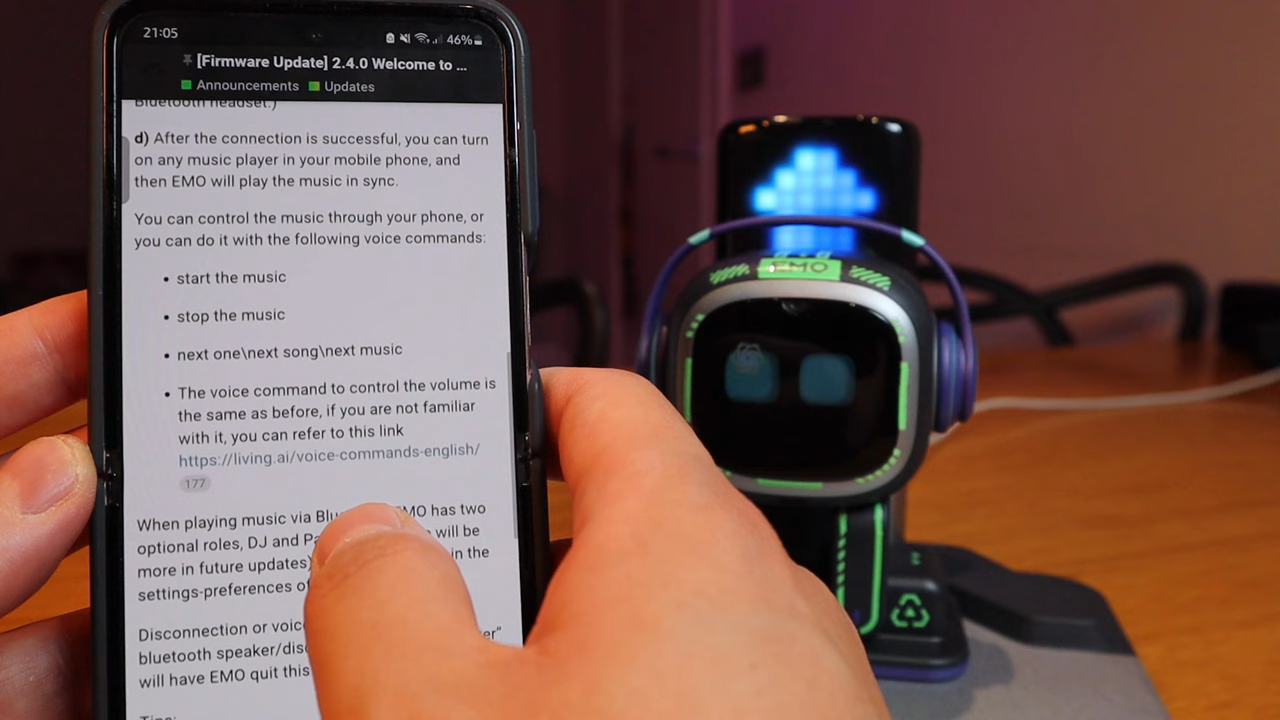 21:05
46%
[Firmware Update] 2.4.0 Welcome to ...
Announcements Updates
Bluetooth headset.)
d) After the connection is successful, you can turn
on any music player in your mobile phone, and
then EMO will play the music in sync.
You can control the music through your phone, or
you can do it with the following voice commands:
• start the music
• stop the music
• next one\next song\next music
• The voice command to control the volume is
the same as before, if you are not familiar
with it, you can refer to this link
https://living.ai/voice-commands-english/
177
When playing music via EMO has two
optional roles, DJ and will be
more in future updates) in the
settings-preferences
Disconnection or
bluetooth
will have EMO quit this
EMO